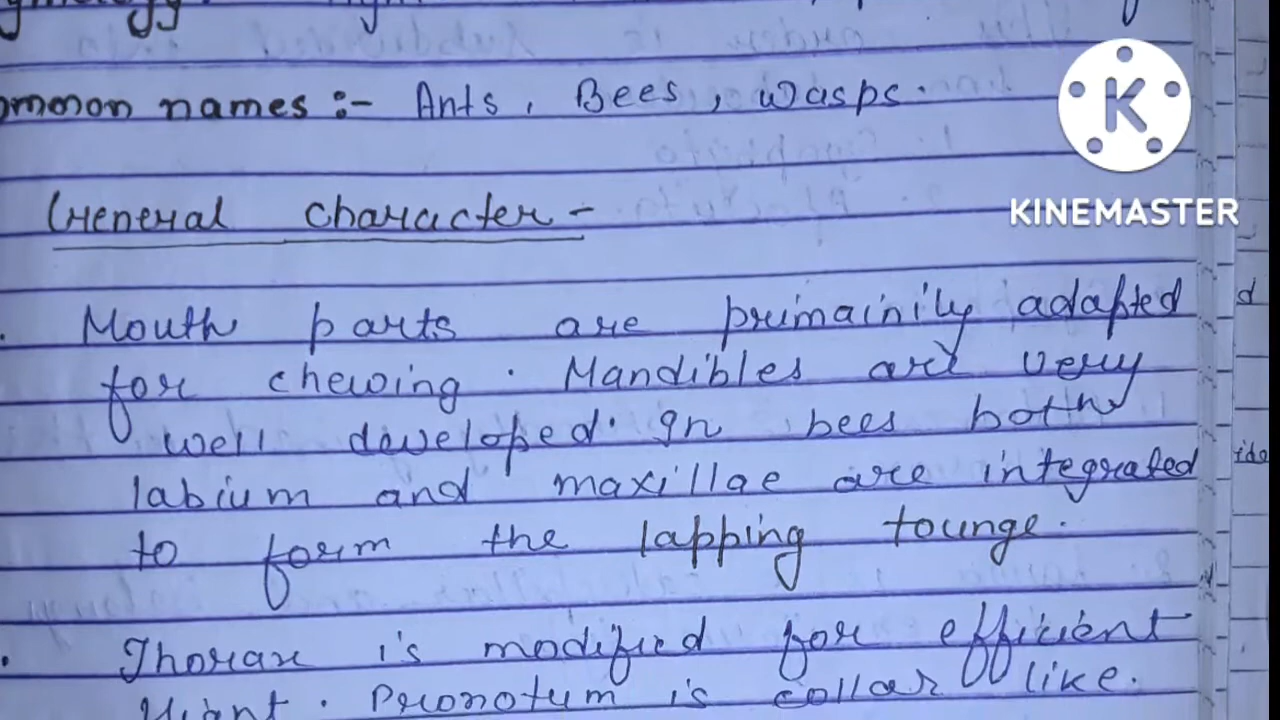 ommon names :- Ants, Bees, Wasps.
K
KINEMASTER
General character -
Mouth parts are primainily adapted
d
for chewing. Mandibles are very
well developed. In bees both
labium and maxillae are integrated
ide
to form the lapping tounge.
Thorax is modified for efficient
Pronotum is collar like.